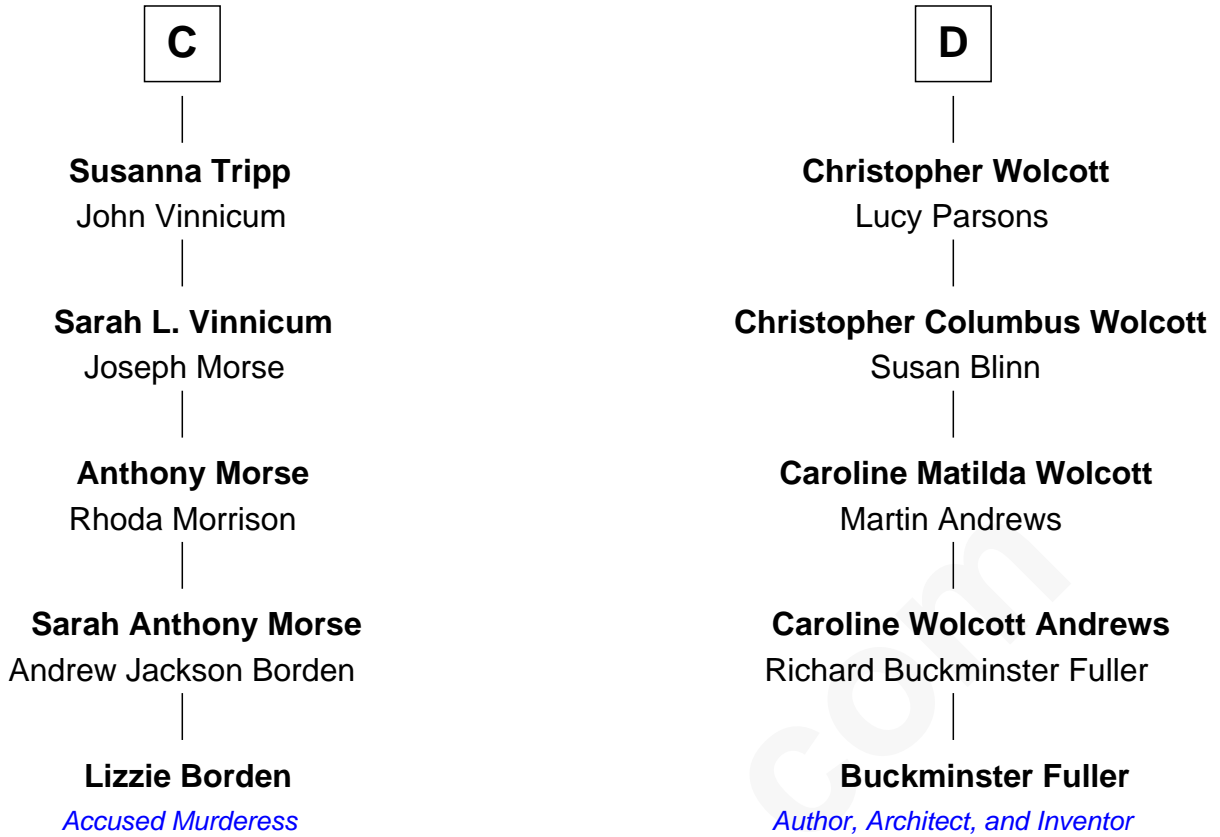 C
Susanna Tripp
John Vinnicum
Sarah L. Vinnicum
Joseph Morse
Anthony Morse
Rhoda Morrison
Sarah Anthony Morse
Andrew Jackson Borden
Lizzie Borden
Accused Murderess
D
Christopher Wolcott
Lucy Parsons
Christopher Columbus Wolcott
Susan Blinn
Caroline Matilda Wolcott
Martin Andrews
Caroline Wolcott Andrews
Richard Buckminster Fuller
Buckminster Fuller
Author, Architect, and Inventor
com